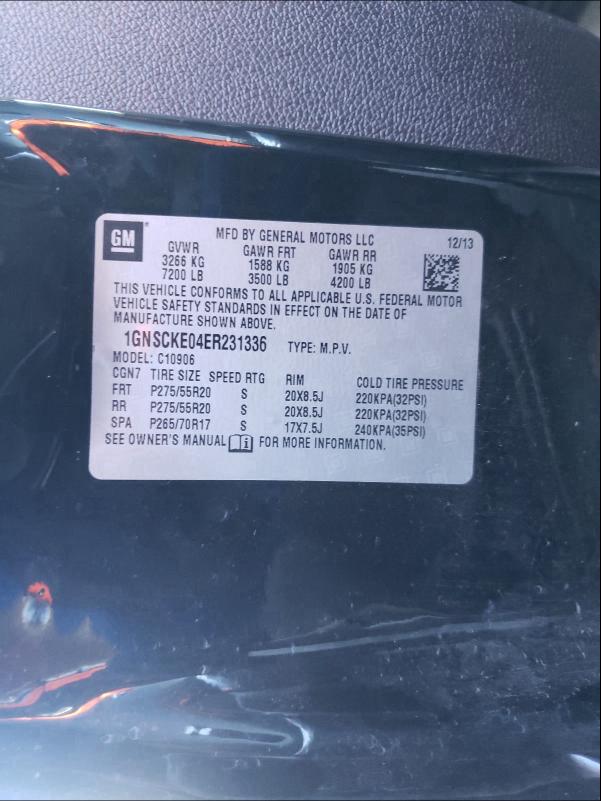 GM
MFD BY GENERAL MOTORS LLC 12/13
GVWR GAWR FRT GAWR RR
3266 KG 1588 KG 1905 KG
7200 LB 3500 LB 4200 LB
THIS VEHICLE CONFORMS TO ALL APPLICABLE U.S. FEDERAL MOTOR
VEHICLE SAFETY STANDARDS IN EFFECT ON THE DATE OF
MANUFACTURE SHOWN ABOVE.
1GNSCKE04ER231336 TYPE: M.P.V.
MODEL: C10906
CGN7 TIRE SIZE SPEED RTG RIM COLD TIRE PRESSURE
FRT P275/55R20 S 20X8.5J 220KPA(32PSI)
RR P275/55R20 S 20X8.5J 220KPA(32PSI)
SPA P265/70R17 S 17X7.5J 240KPA(35PSI)
SEE OWNER'S MANUAL i FOR MORE INFORMATION.